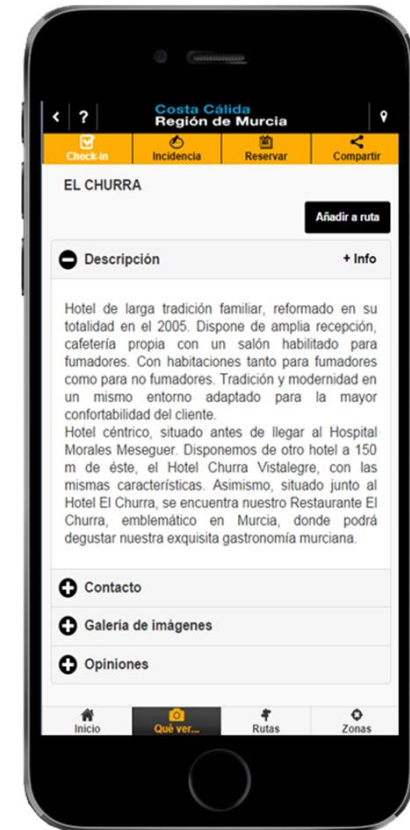 < ?
Costa Cálida
Región de Murcia
Check-in Incidencia Reservar Compartir
EL CHURRA
Añadir a ruta
Descripción + Info
Hotel de larga tradición familiar, reformado en su
totalidad en el 2005. Dispone de amplia recepción,
cafetería propia con un salón habilitado para
fumadores. Con habitaciones tanto para fumadores
como para no fumadores. Tradición y modernidad en
un mismo entorno adaptado para la mayor
confortabilidad del cliente.
Hotel céntrico, situado antes de llegar al Hospital
Morales Meseguer. Disponemos de otro hotel a 150
m de éste, el Hotel Churra Vistalegre, con las
mismas características. Asimismo, situado junto al
Hotel El Churra, se encuentra nuestro Restaurante El
Churra, emblemático en Murcia, donde podrá
degustar nuestra exquisita gastronomía murciana.
Contacto
Galería de imágenes
Opiniones
Inicio Què ver... Rutas Zonas